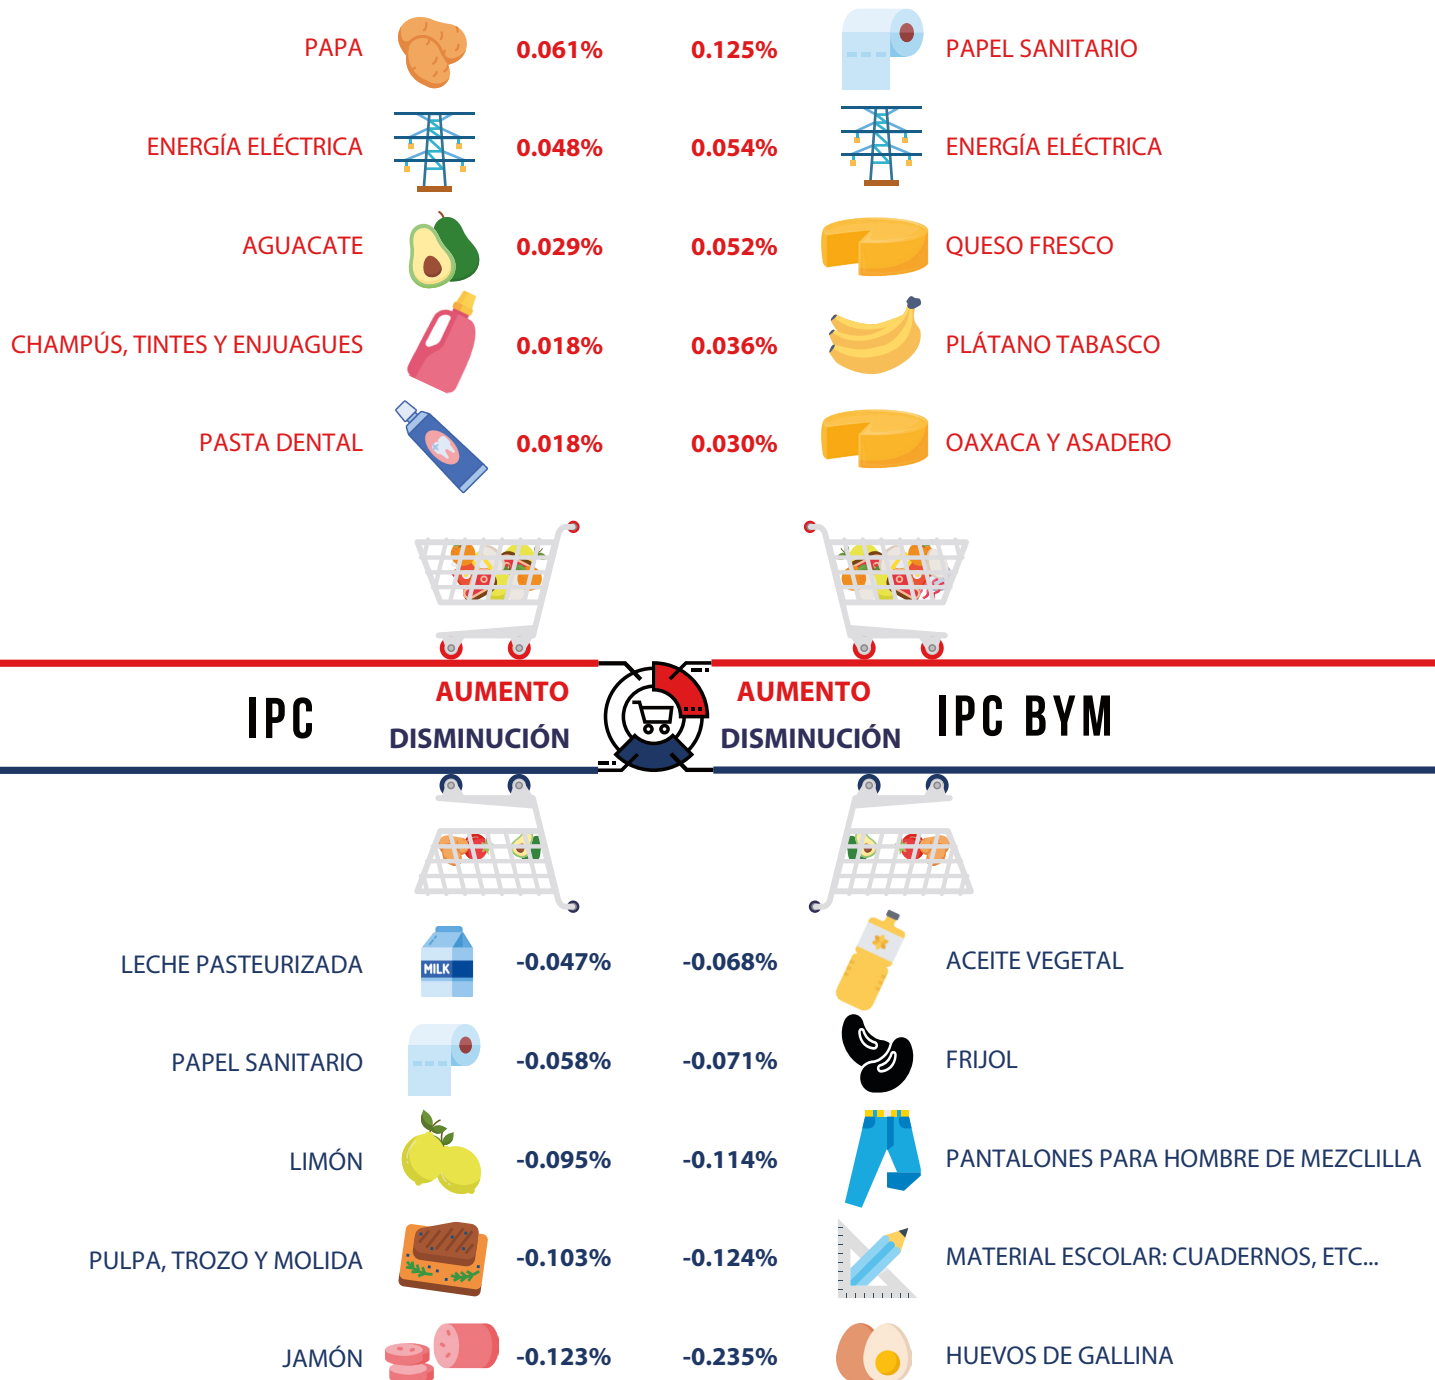 PAPA 0.061% 0.125% PAPEL SANITARIO
ENERGÍA ELÉCTRICA 0.048% 0.054% ENERGÍA ELÉCTRICA
AGUACATE 0.029% 0.052% QUESO FRESCO
CHAMPÚS, TINTES Y ENJUAGUES 0.018% 0.036% PLÁTANO TABASCO
PASTA DENTAL 0.018% 0.030% OAXACA Y ASADERO
IPC AUMENTO AUMENTO IPC BYM
DISMINUCIÓN DISMINUCIÓN
LECHE PASTEURIZADA MILK -0.047% -0.068% ACEITE VEGETAL
PAPEL SANITARIO -0.058% -0.071% FRIJOL
LIMÓN -0.095% -0.114% PANTALONES PARA HOMBRE DE MEZCLILLA
PULPA, TROZO Y MOLIDA -0.103% -0.124% MATERIAL ESCOLAR: CUADERNOS, ETC...
JAMÓN -0.123% -0.235% HUEVOS DE GALLINA